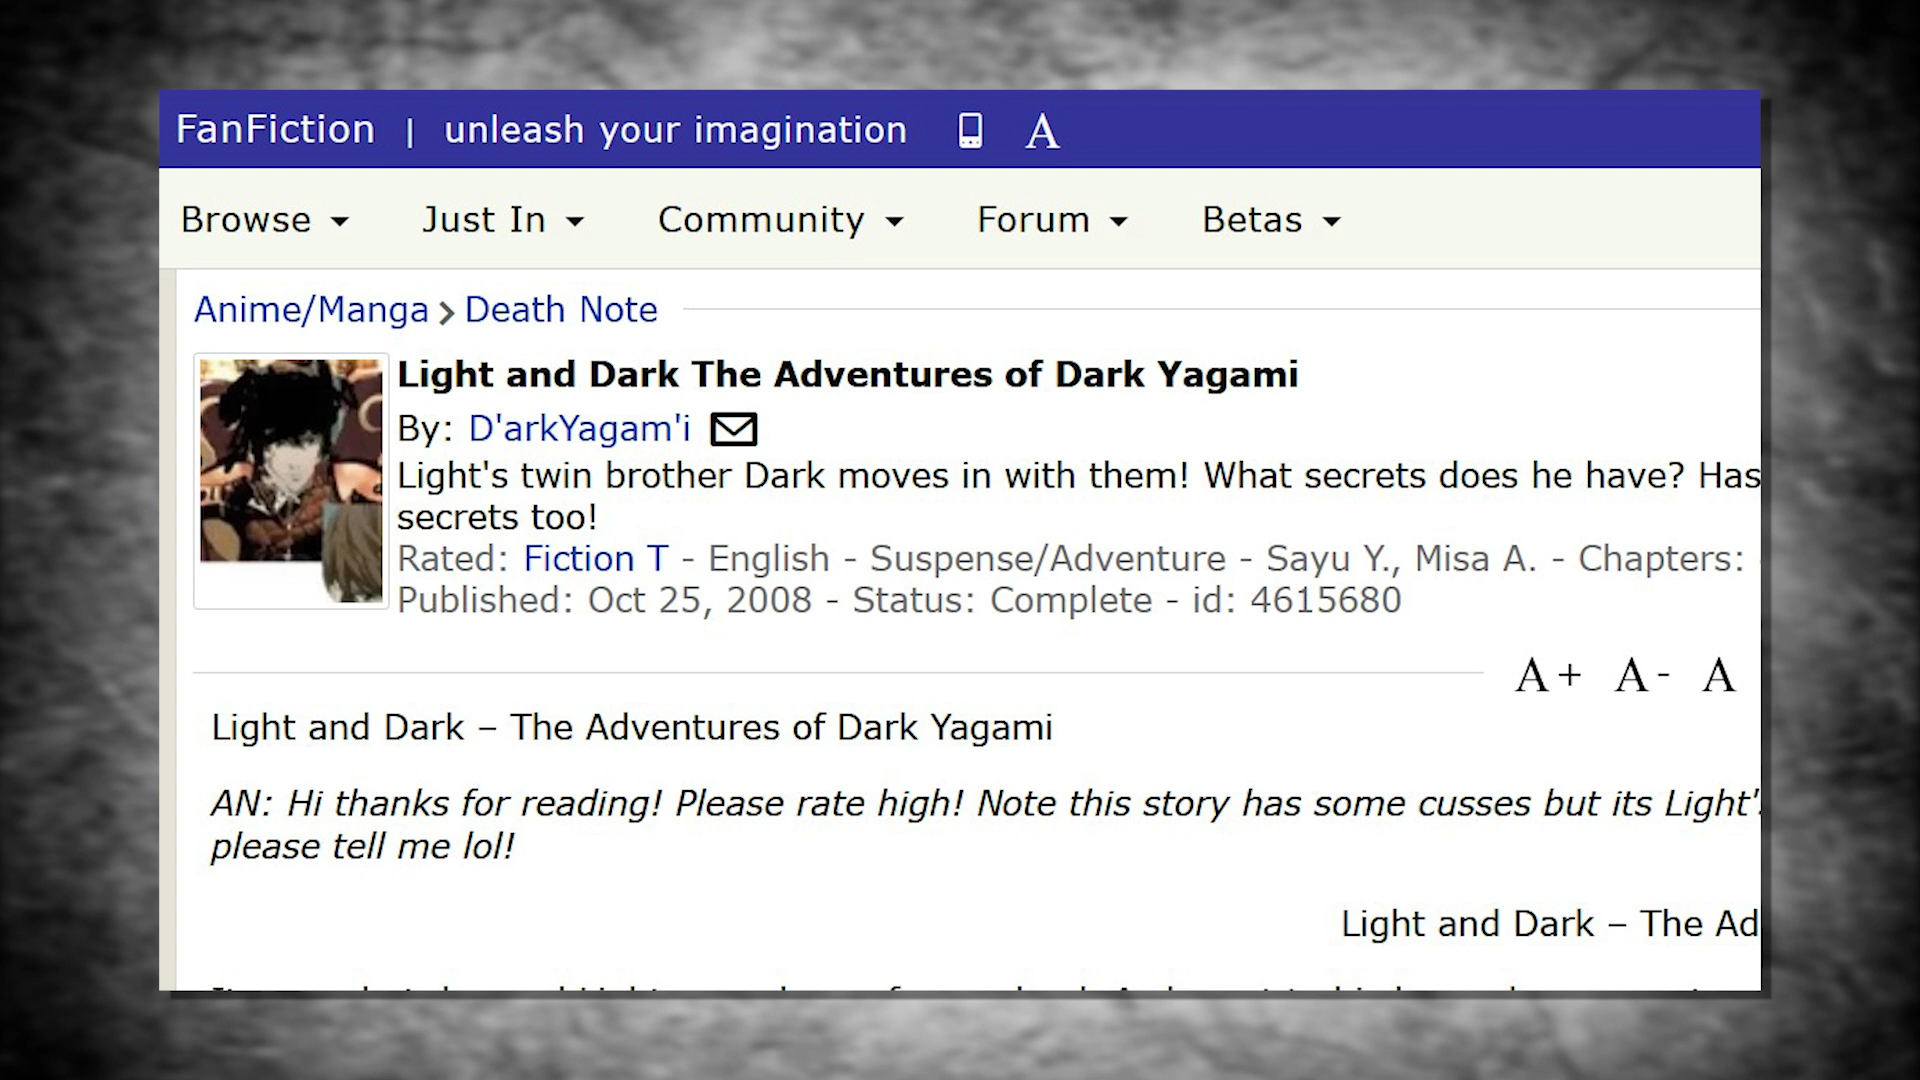 FanFiction | unleash your imagination A
Browse Just In Community Forum Betas
Anime/Manga > Death Note
Light and Dark The Adventures of Dark Yagami
By: D'arkYagam'i
Light's twin brother Dark moves in with them! What secrets does he have? Has
secrets too!
Rated: Fiction T - English - Suspense/Adventure - Sayu Y., Misa A. - Chapters:
Published: Oct 25, 2008 - Status: Complete - id: 4615680
A+ A- A
Light and Dark – The Adventures of Dark Yagami
AN: Hi thanks for reading! Please rate high! Note this story has some cusses but its Light'
please tell me lol!
Light and Dark – The Ad